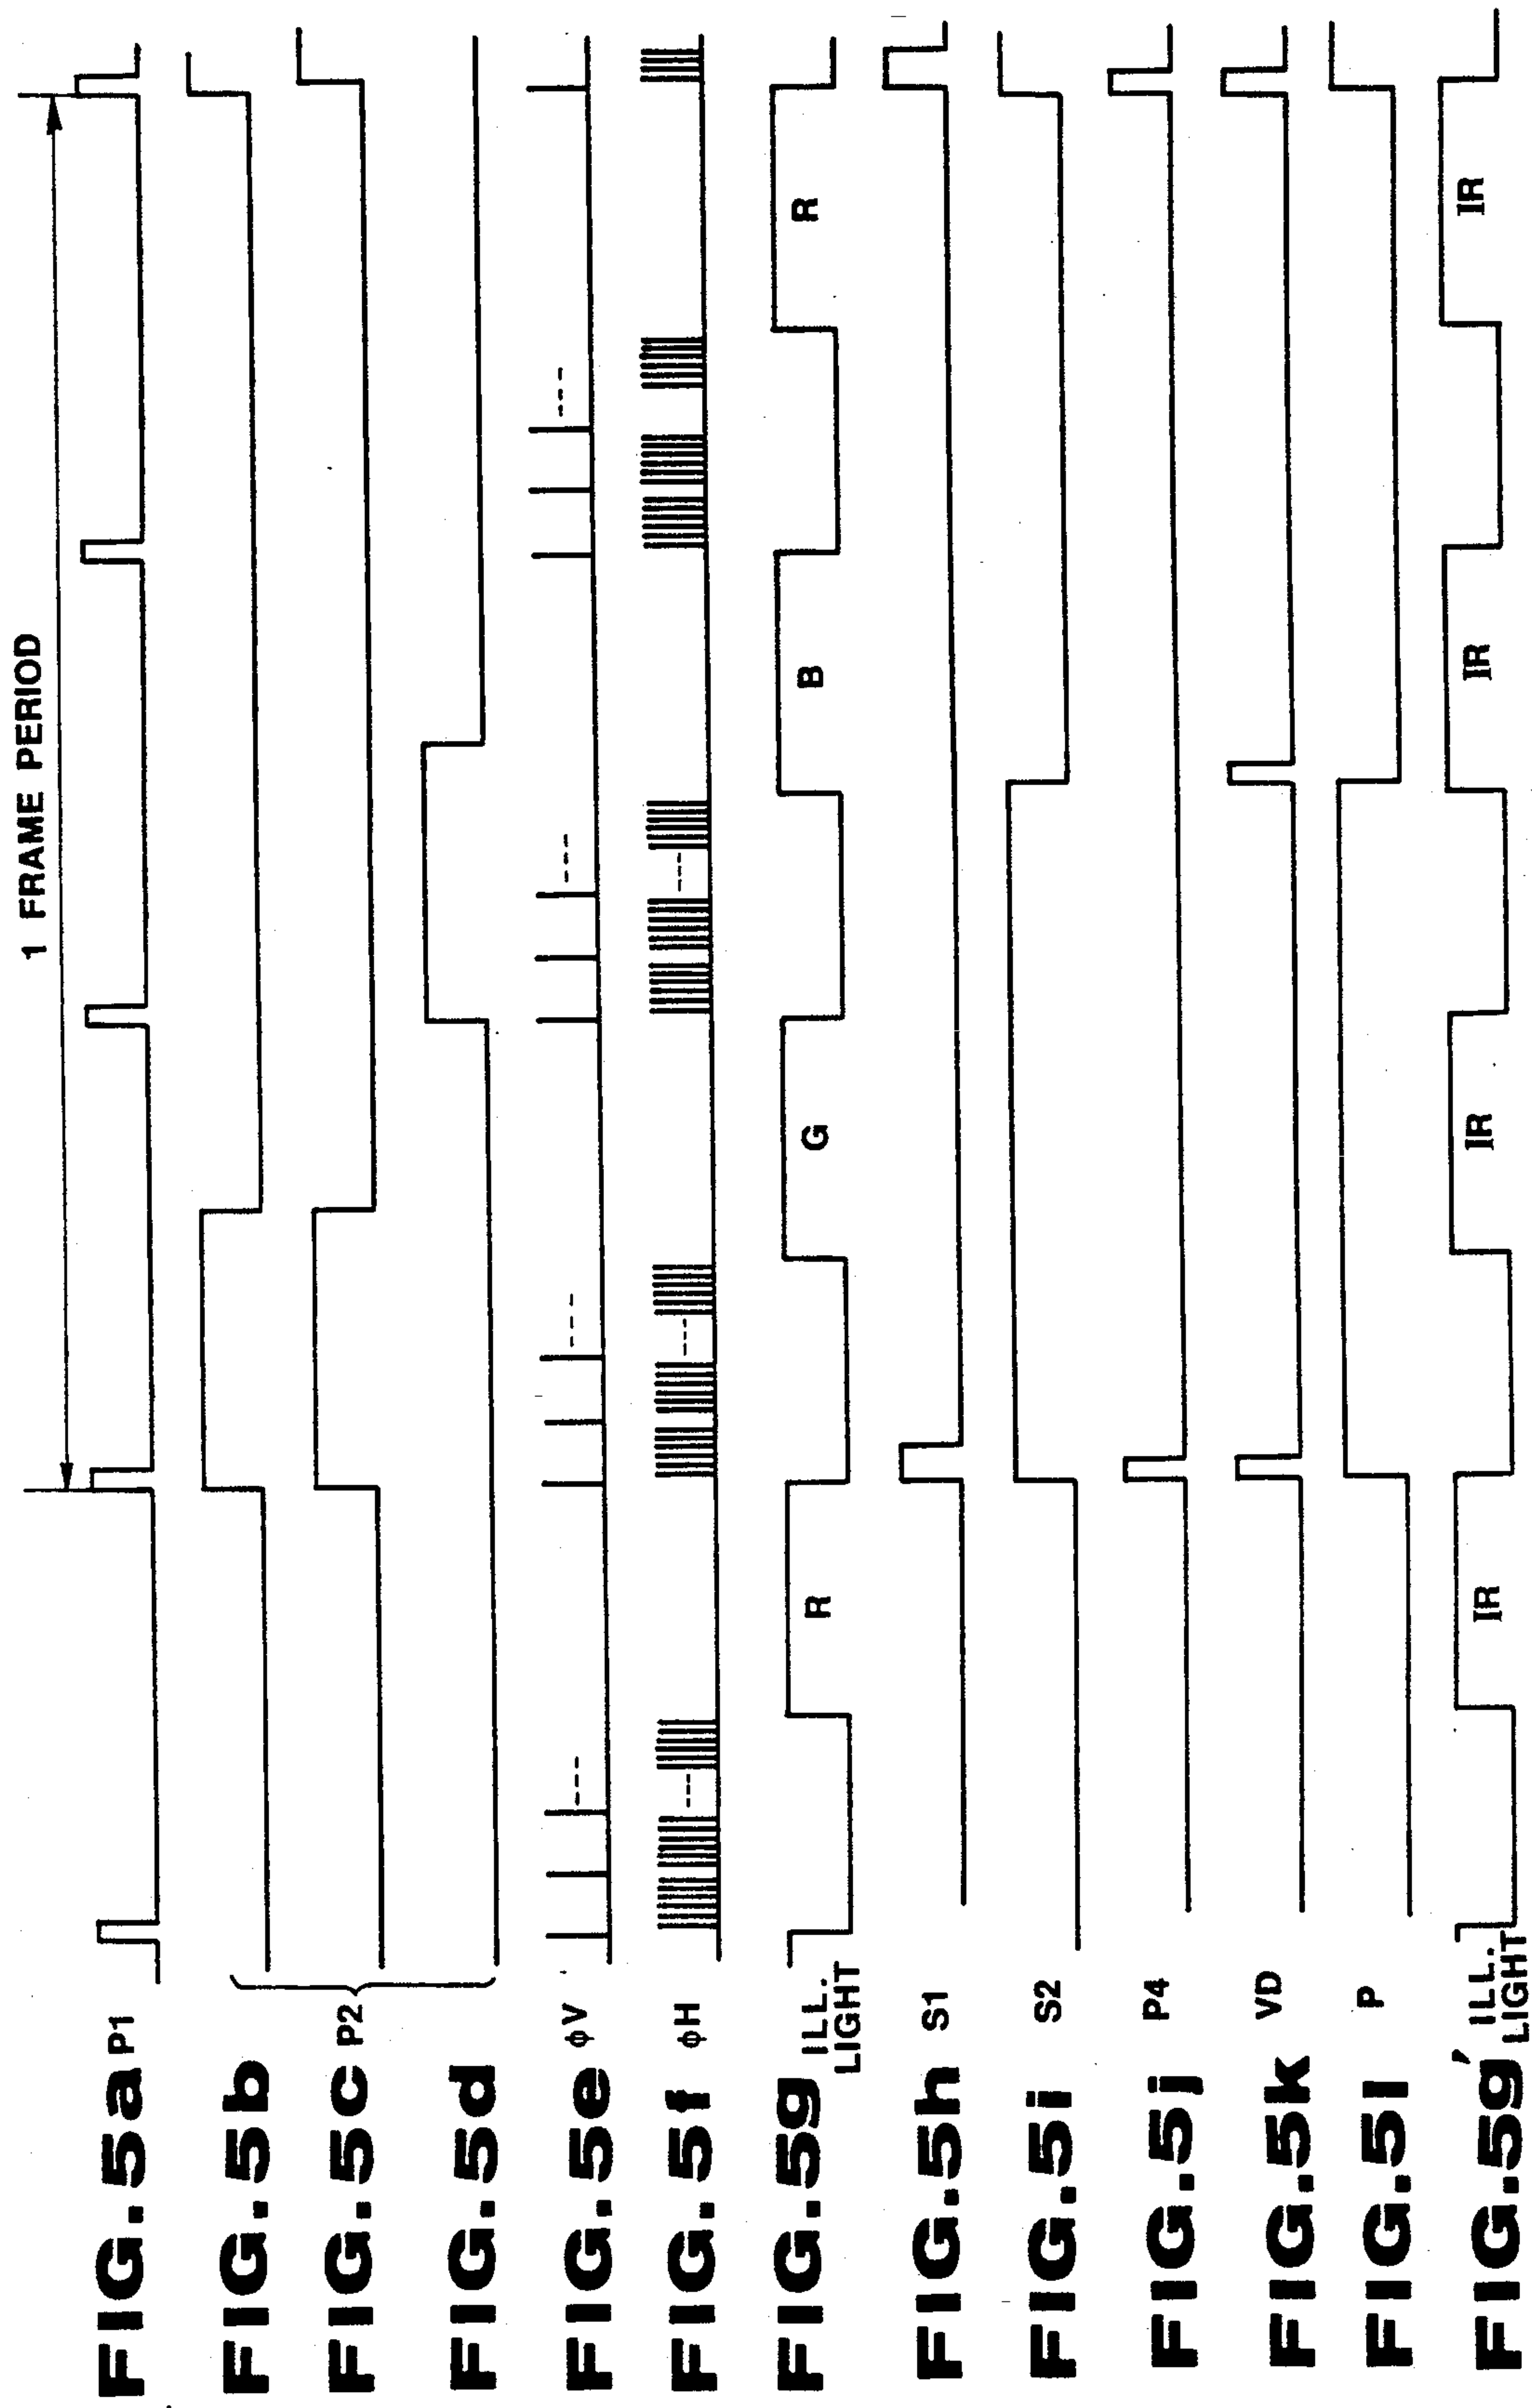 1 FRAME PERIOD
FIG.5a P1
FIG.5b
FIG.5c P2
FIG.5d
FIG.5e φV
FIG.5f φH
FIG.5g ILL. LIGHT R G B R
FIG.5h S1
FIG.5i S2
FIG.5j P4
FIG.5k VD
FIG.5l P
FIG.5g' ILL. LIGHT IR IR IR IR